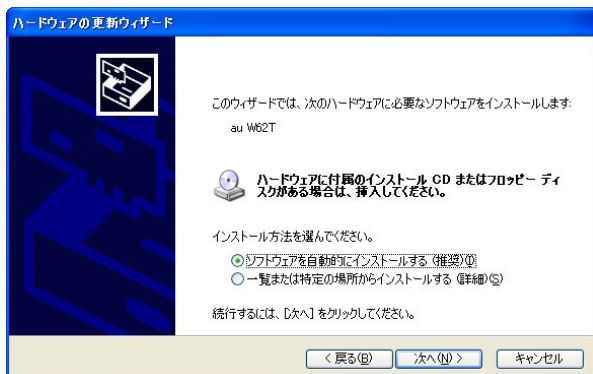 ハードウェアの更新ウィザード
このウィザードでは、次のハードウェアに必要なソフトウェアをインストールします:
au W62T
ハードウェアに付属のインストール CD またはフロッピー ディ
スクがある場合は、挿入してください。
インストール方法を選んでください。
ソフトウェアを自動的にインストールする (推奨)(I)
一覧または特定の場所からインストールする (詳細)(S)
続行するには、[次へ] をクリックしてください。
< 戻る(B) 次へ(N) > キャンセル